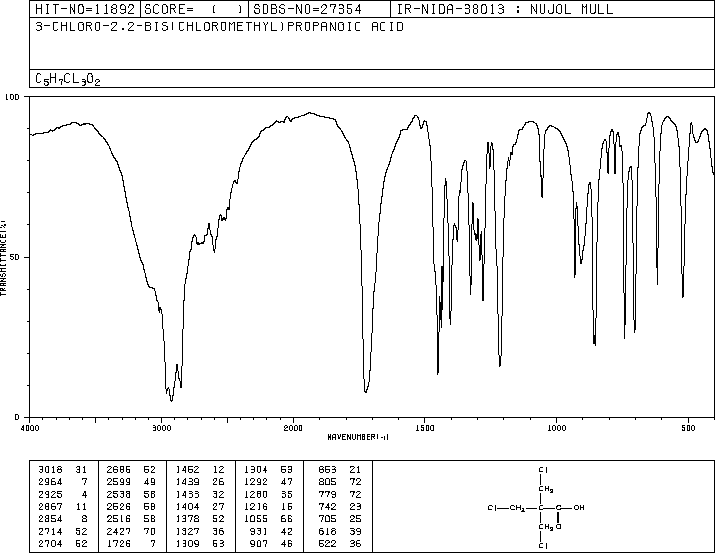 HIT-NO=11892 SCORE= ( ) SDBS-NO=27354 IR-NIDA-38013 : NUJOL MULL
3-CHLORO-2,2-BIS(CHLOROMETHYL)PROPANOIC ACID
C5H7CL3O2
100
50
0
TRANSMITTANCE(%)
4000 3000 2000 1500 1000 500
WAVENUMBER(-1)
3018 31 2686 52 1452 12 1304 53 853 21
2964 7 2599 49 1439 26 1292 47 805 72
2925 4 2538 58 1433 32 1280 35 779 72
2867 11 2526 58 1404 27 1216 16 742 23
2854 8 2516 58 1378 52 1055 66 705 25
2714 52 2427 70 1327 36 931 42 618 39
2704 52 1726 7 1309 53 907 46 522 36
Cl
CH2
Cl CH2 C C OH
CH2 O
Cl